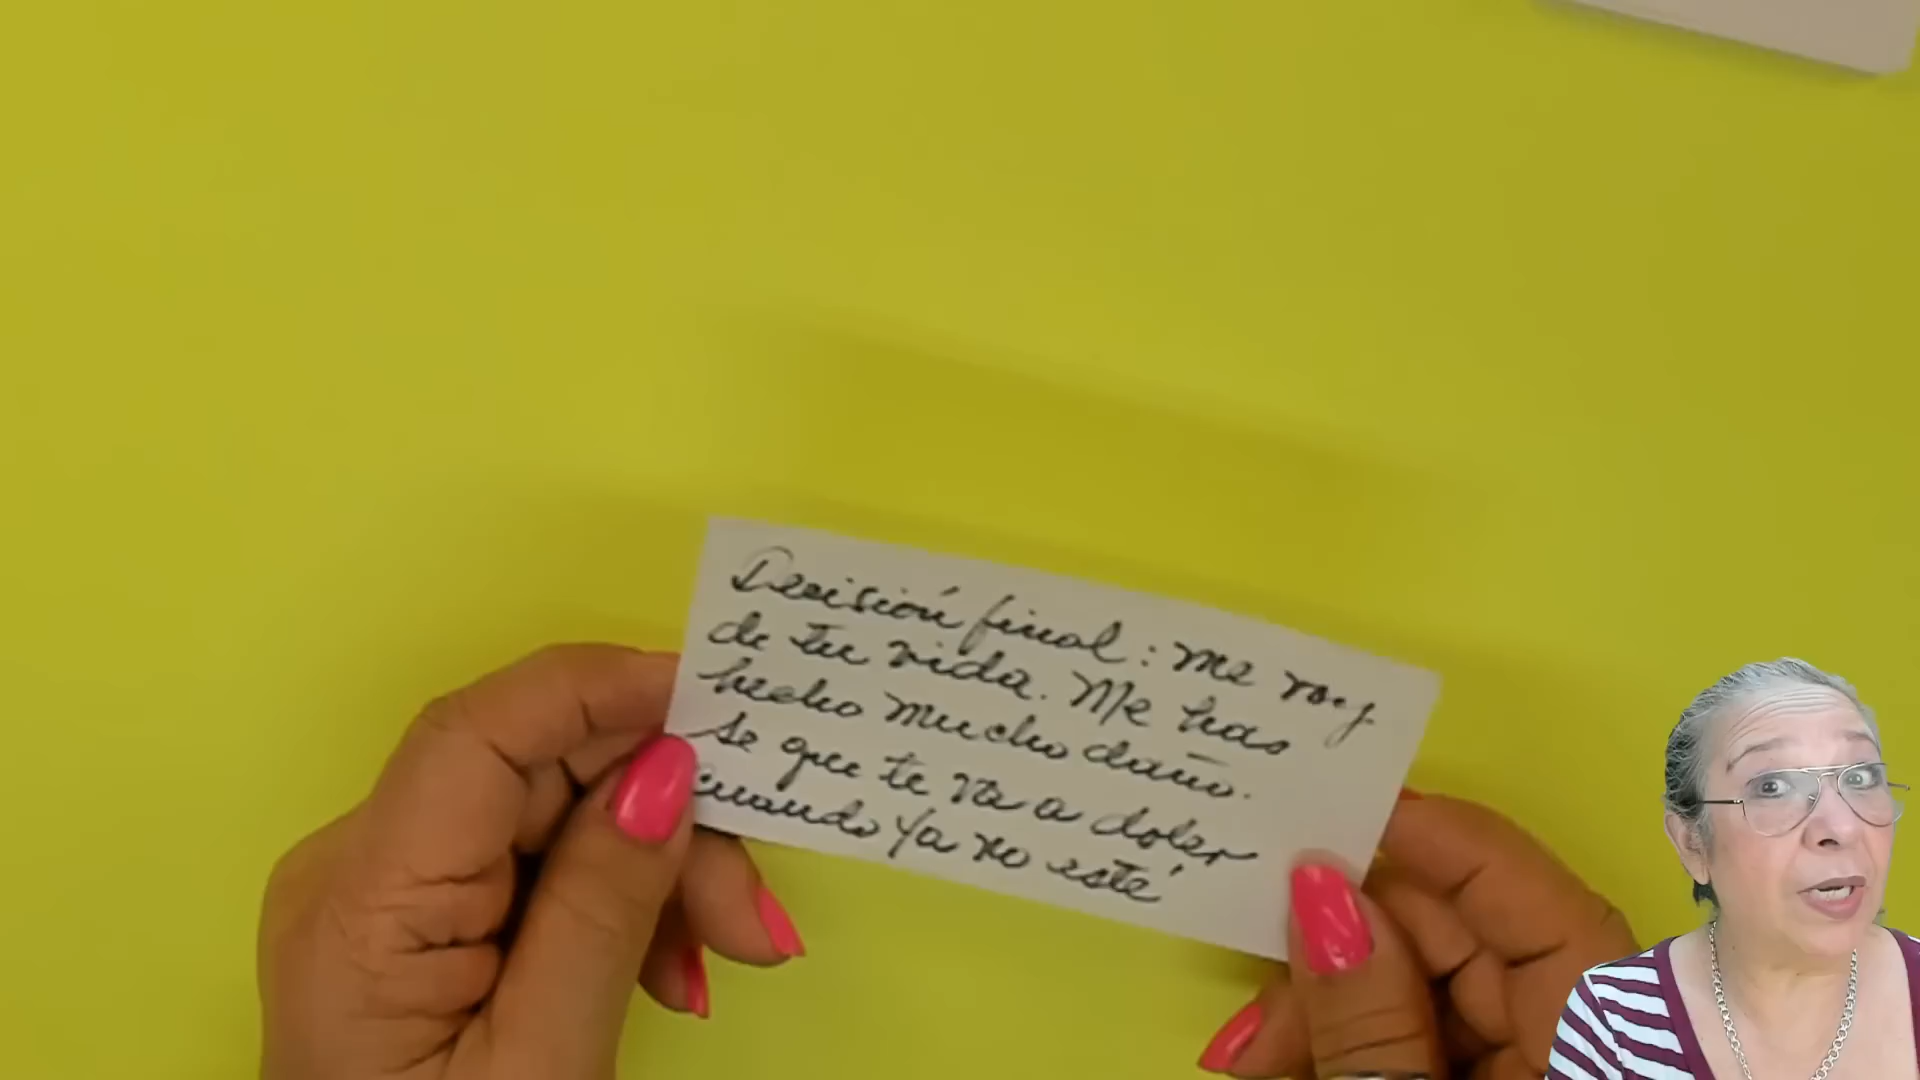 Decisión final: me voy
de tu vida. Me has
hecho mucho daño.
se que te va a doler
cuando ya no esté